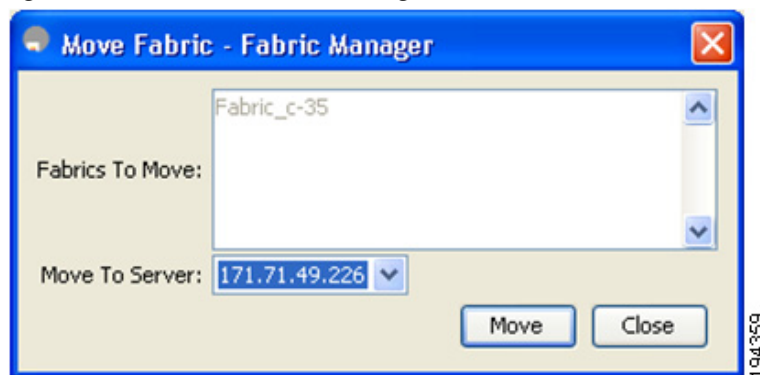 Move Fabric - Fabric Manager
Fabric_c-35
Fabrics To Move:
Move To Server: 171.71.49.226
Move Close
194359